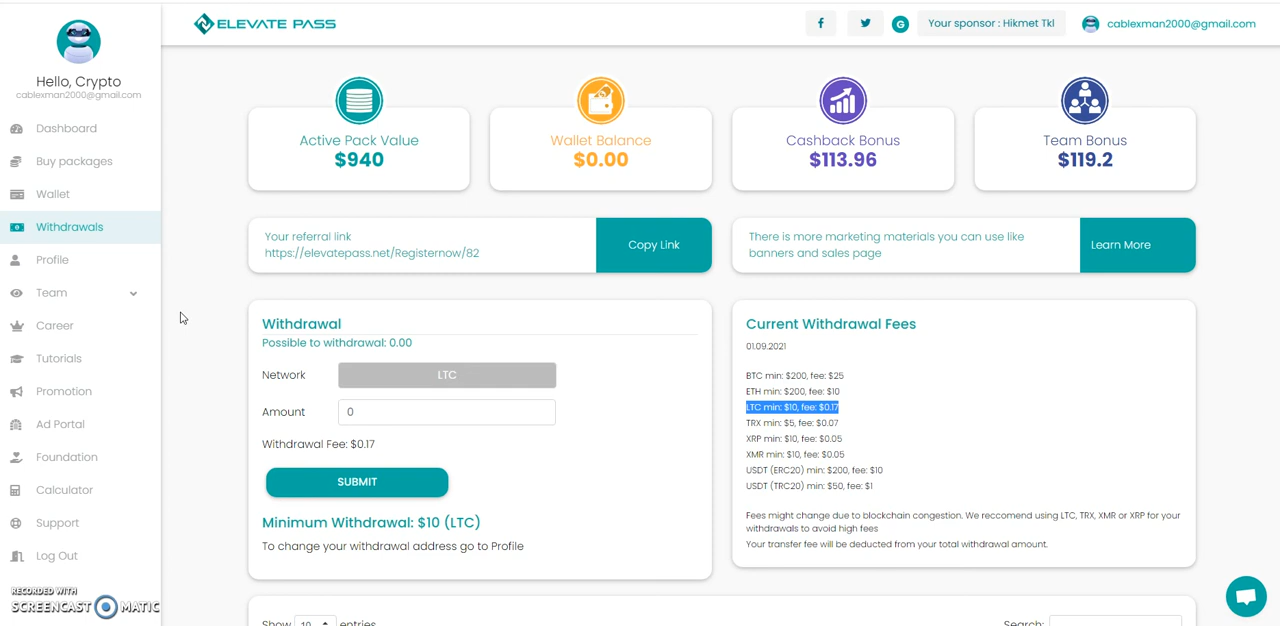 ELEVATE PASS
Your sponsor : Hikmet Tkl
cablexman2000@gmail.com
Hello, Crypto
cablexman2000@gmail.com
Dashboard
Buy packages
Wallet
Withdrawals
Profile
Team
Career
Tutorials
Promotion
Ad Portal
Foundation
Calculator
Support
Log Out
RECORDED WITH
SCREENCAST MATIC
Active Pack Value
$940
Wallet Balance
$0.00
Cashback Bonus
$113.96
Team Bonus
$119.2
Your referral link
https://elevatepass.net/Registernow/82
Copy Link
There is more marketing materials you can use like
banners and sales page
Learn More
Withdrawal
Possible to withdrawal: 0.00
Network
LTC
Amount
0
Withdrawal Fee: $0.17
SUBMIT
Minimum Withdrawal: $10 (LTC)
To change your withdrawal address go to Profile
Current Withdrawal Fees
01.09.2021
BTC min: $200, fee: $25
ETH min: $200, fee: $10
LTC min: $10, fee: $0.17
TRX min: $5, fee: $0.07
XRP min: $10, fee: $0.05
XMR min: $10, fee: $0.05
USDT (ERC20) min: $200, fee: $10
USDT (TRC20) min: $50, fee: $1
Fees might change due to blockchain congestion. We reccomend using LTC, TRX, XMR or XRP for your
withdrawals to avoid high fees
Your transfer fee will be deducted from your total withdrawal amount.
Show 10 entries
Search: